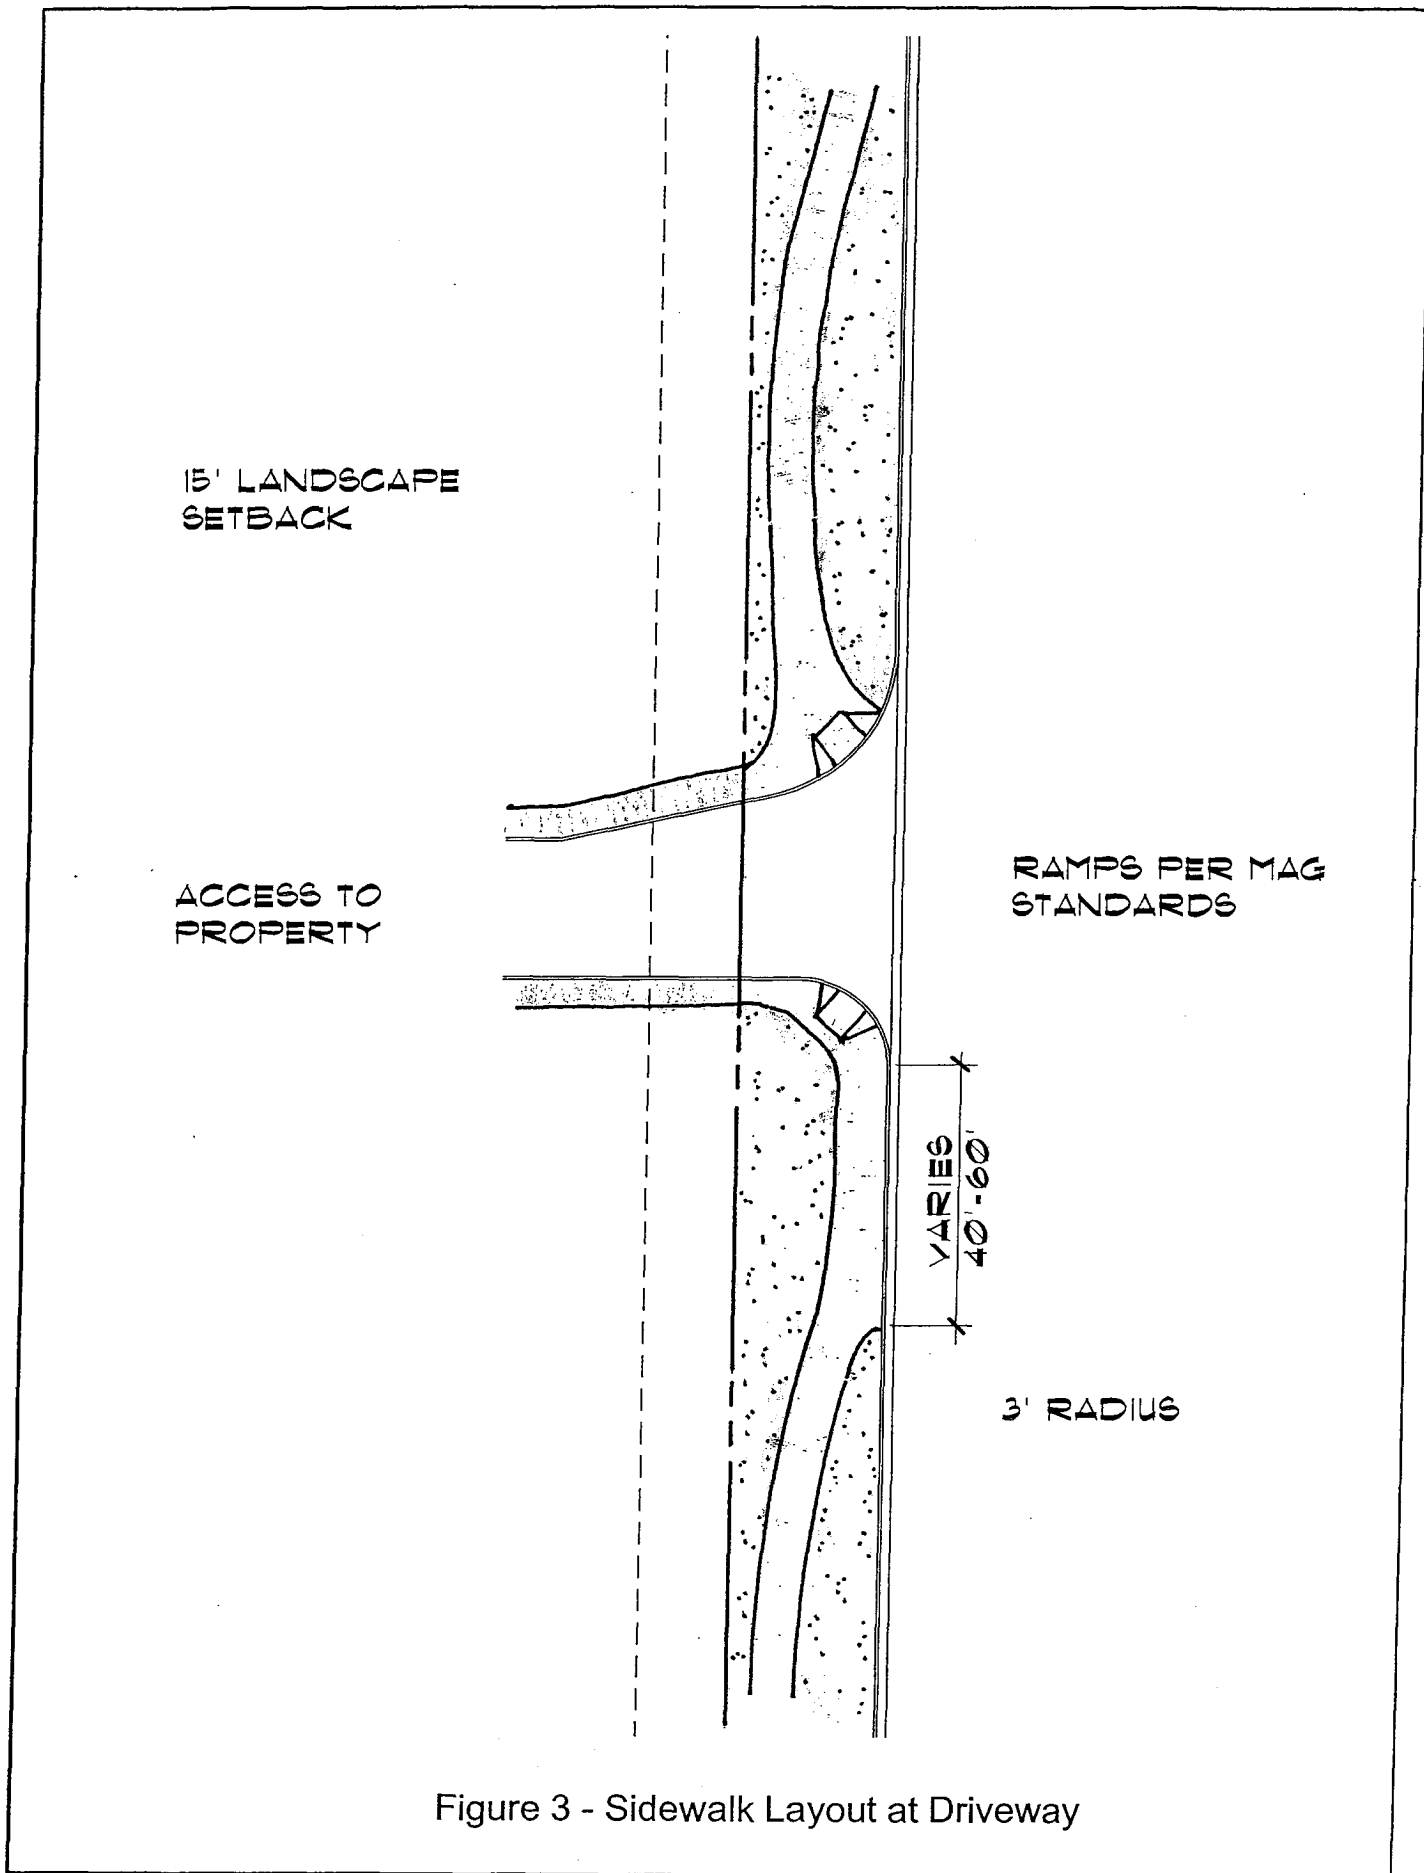 15' LANDSCAPE
SETBACK
ACCESS TO
PROPERTY
RAMPS PER MAG
STANDARDS
VARIES
40'-60'
3' RADIUS
Figure 3 - Sidewalk Layout at Driveway